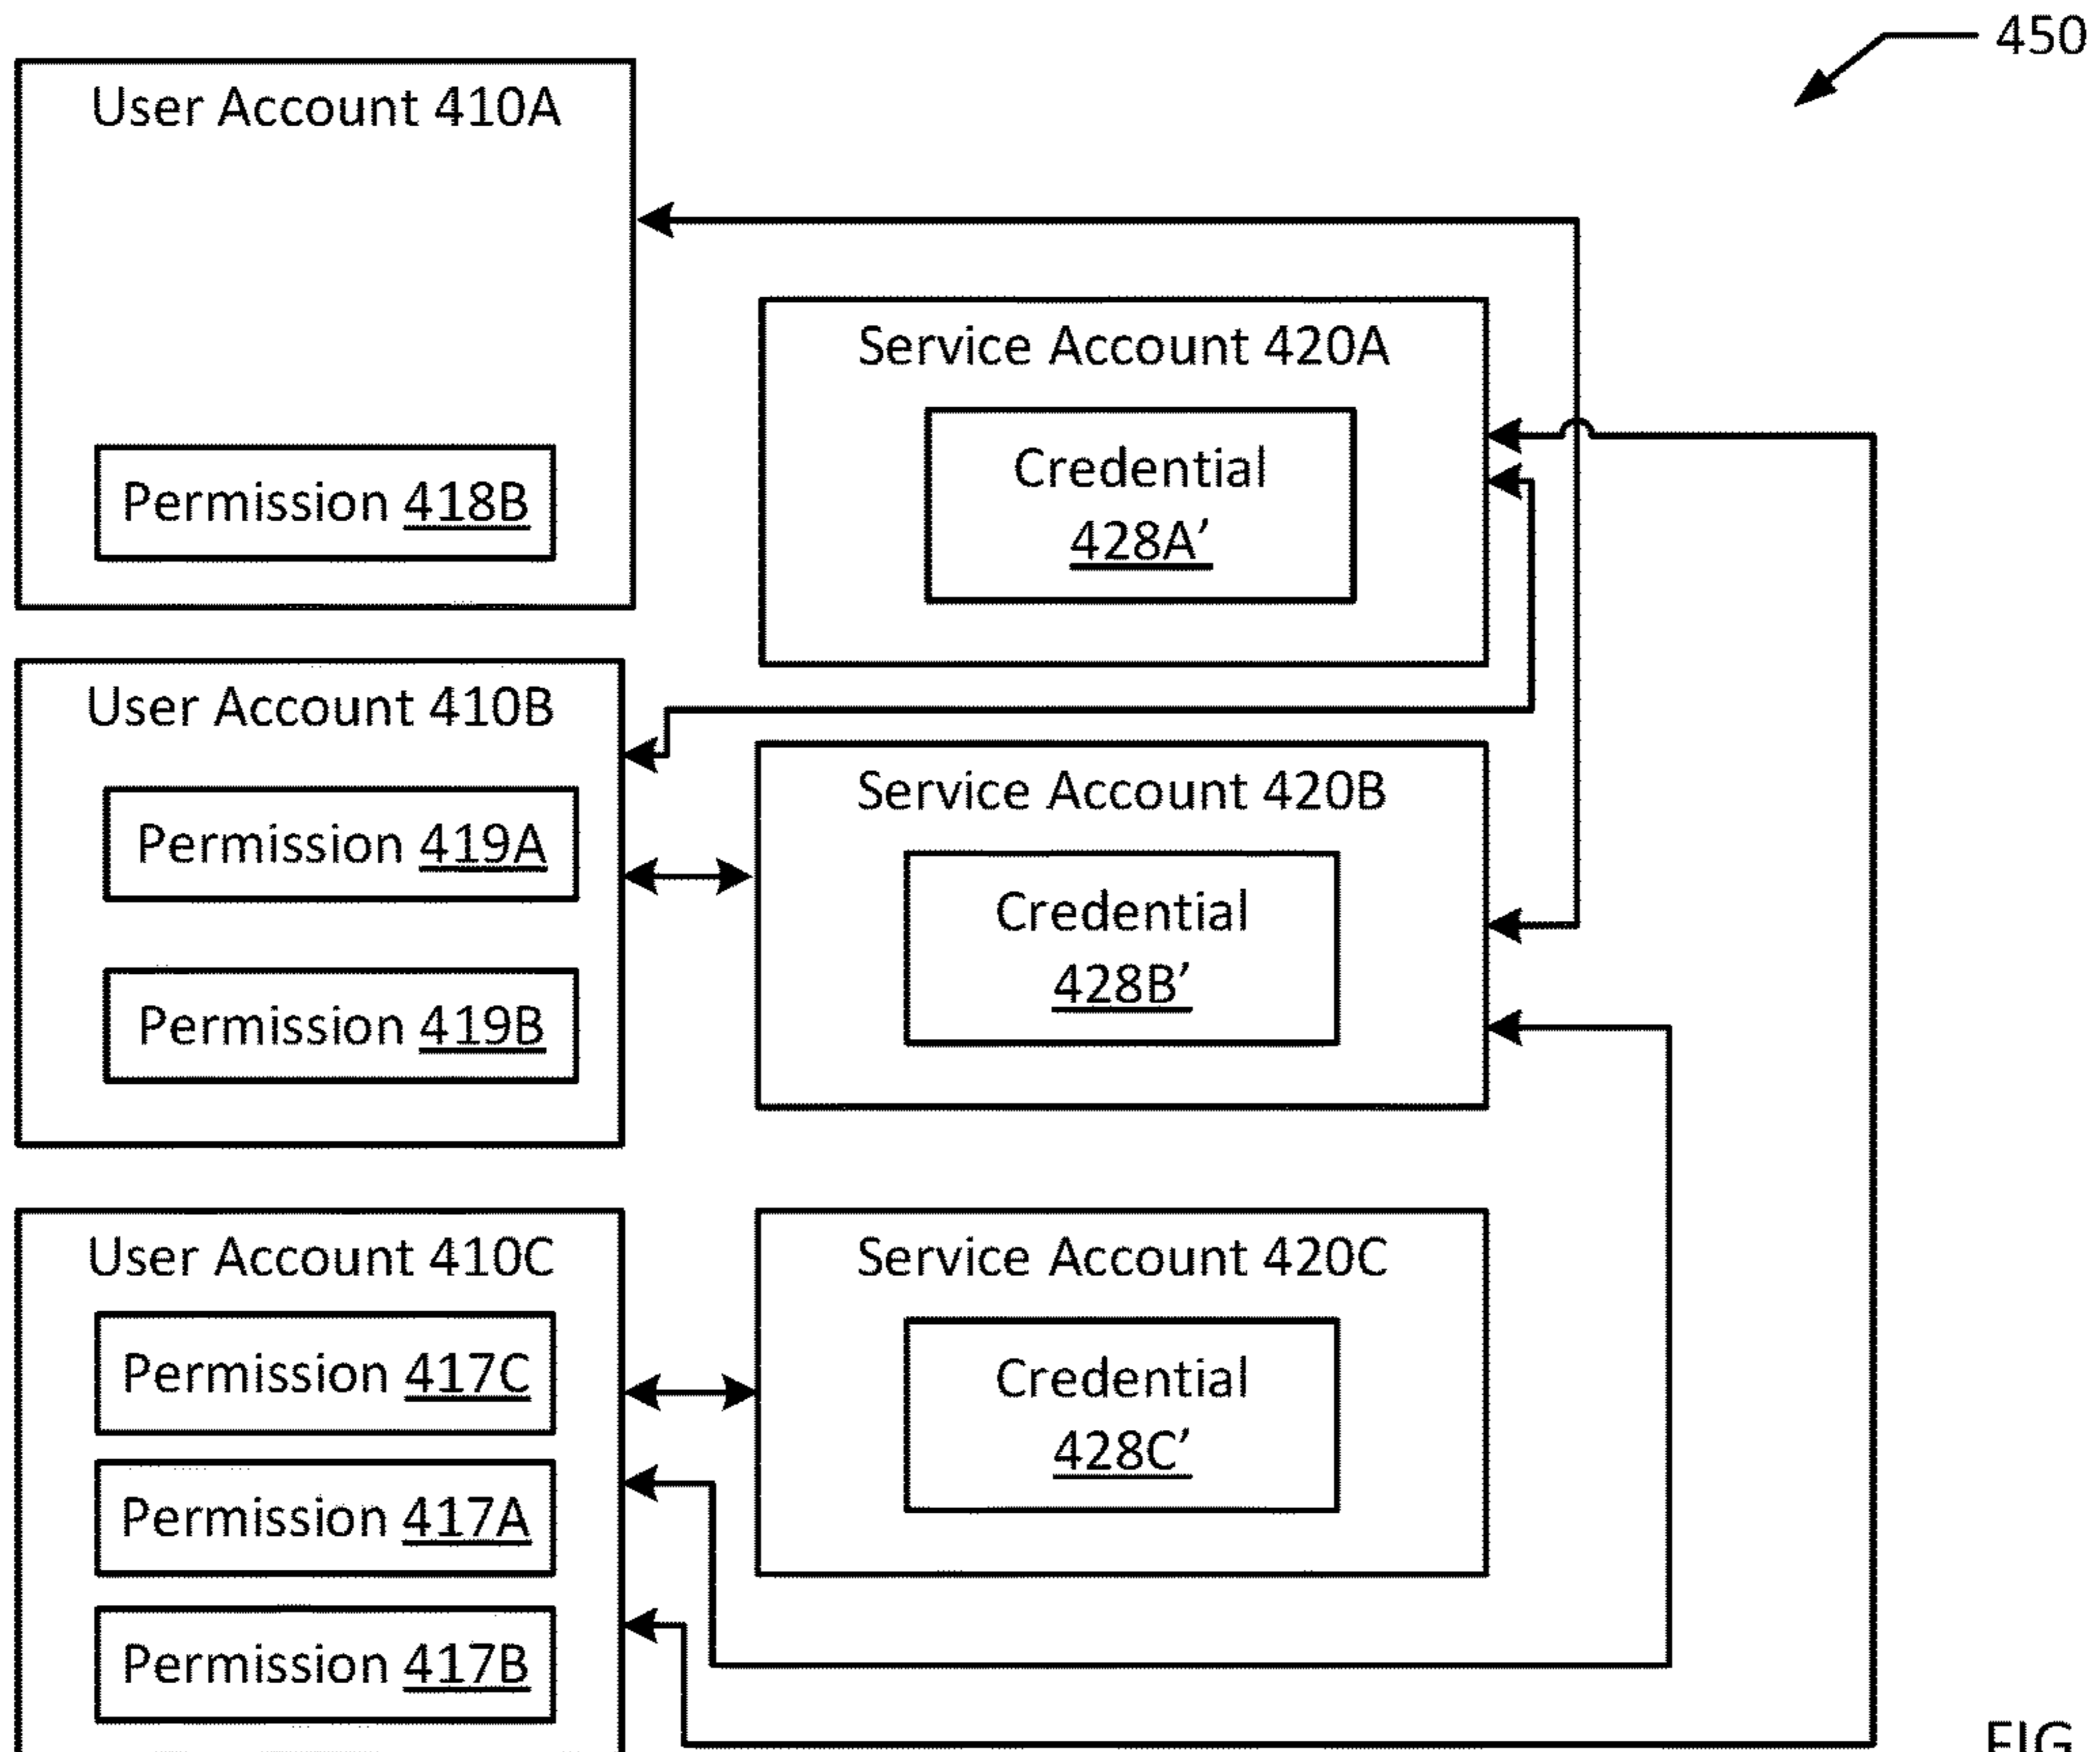 450
User Account 410A
Permission 418B
Service Account 420A
Credential
428A’
User Account 410B
Permission 419A
Permission 419B
Service Account 420B
Credential
428B’
User Account 410C
Permission 417C
Permission 417A
Permission 417B
Service Account 420C
Credential
428C’
FIG